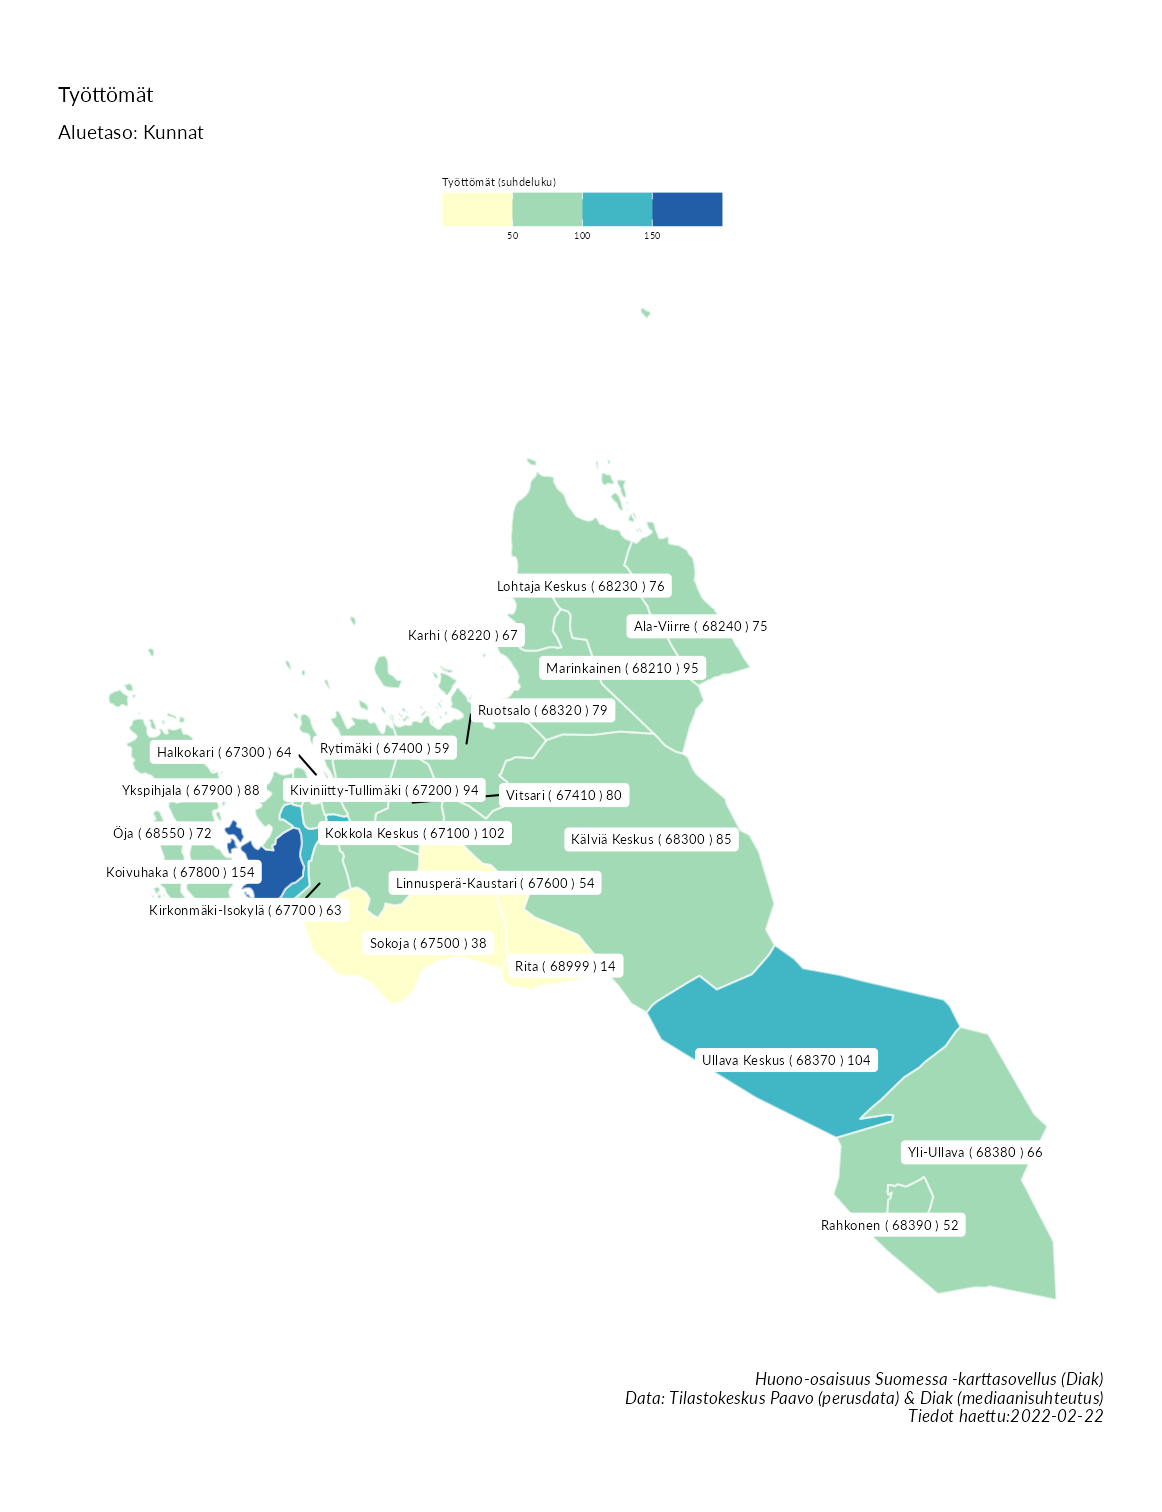 Työttömät
Aluetaso: Kunnat
Työttömät (suhdeluku)
50 100 150
Lohtaja Keskus ( 68230 ) 76
Ala-Viirre ( 68240 ) 75
Karhi ( 68220 ) 67
Marinkainen ( 68210 ) 95
Ruotsalo ( 68320 ) 79
Rytimäki ( 67400 ) 59
Halkokari ( 67300 ) 64
Ykspihjala ( 67900 ) 88
Kiviniitty-Tullimäki ( 67200 ) 94
Vitsari ( 67410 ) 80
Öja ( 68550 ) 72
Kokkola Keskus ( 67100 ) 102
Kälviä Keskus ( 68300 ) 85
Koivuhaka ( 67800 ) 154
Linnusperä-Kaustari ( 67600 ) 54
Kirkonmäki-Isokylä ( 67700 ) 63
Sokoja ( 67500 ) 38
Rita ( 68999 ) 14
Ullava Keskus ( 68370 ) 104
Yli-Ullava ( 68380 ) 66
Rahkonen ( 68390 ) 52
Huono-osaisuus Suomessa -karttasovellus (Diak)
Data: Tilastokeskus Paavo (perusdata) & Diak (mediaanisuhteutus)
Tiedot haettu:2022-02-22